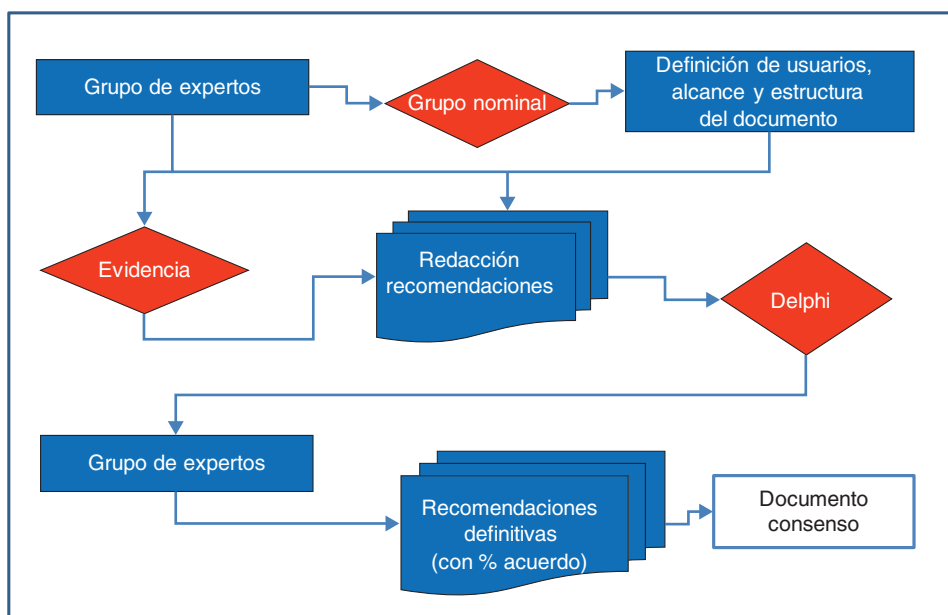 Grupo de expertos
Grupo nominal
Definición de usuarios,
alcance y estructura
del documento
Evidencia
Redacción
recomendaciones
Delphi
Grupo de expertos
Recomendaciones
definitivas
(con % acuerdo)
Documento
consenso